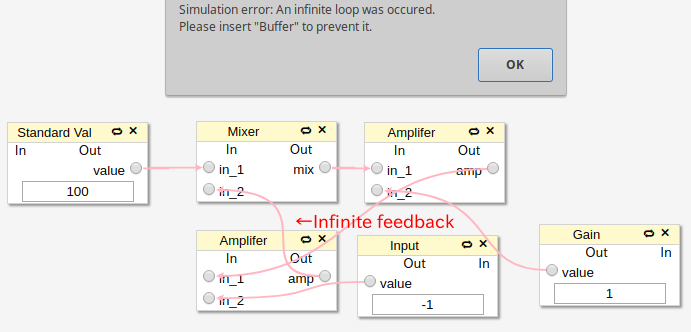 Simulation error: An infinite loop was occured.
Please insert "Buffer" to prevent it.
OK
Standard Val
In Out
value
100
Mixer
In Out
in_1 mix
in_2
Amplifer
In Out
in_1 amp
in_2
←Infinite feedback
Amplifer
In Out
in_1 amp
in_2
Input
Out In
value
-1
Gain
Out In
value
1